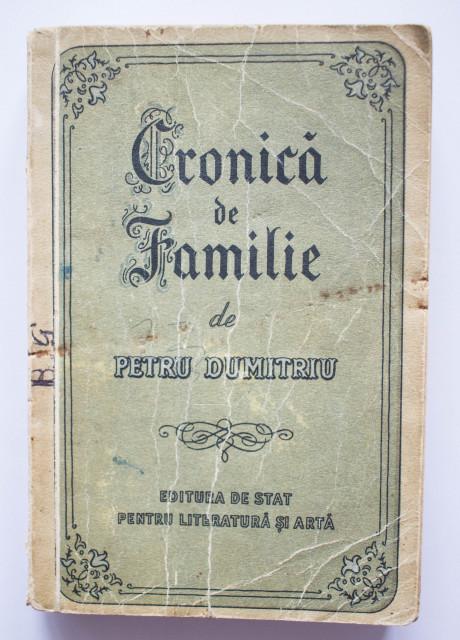 Cronică
de
Familie
de
PETRU DUMITRIU
EDITURA DE STAT
PENTRU LITERATURĂ ȘI ARTĂ